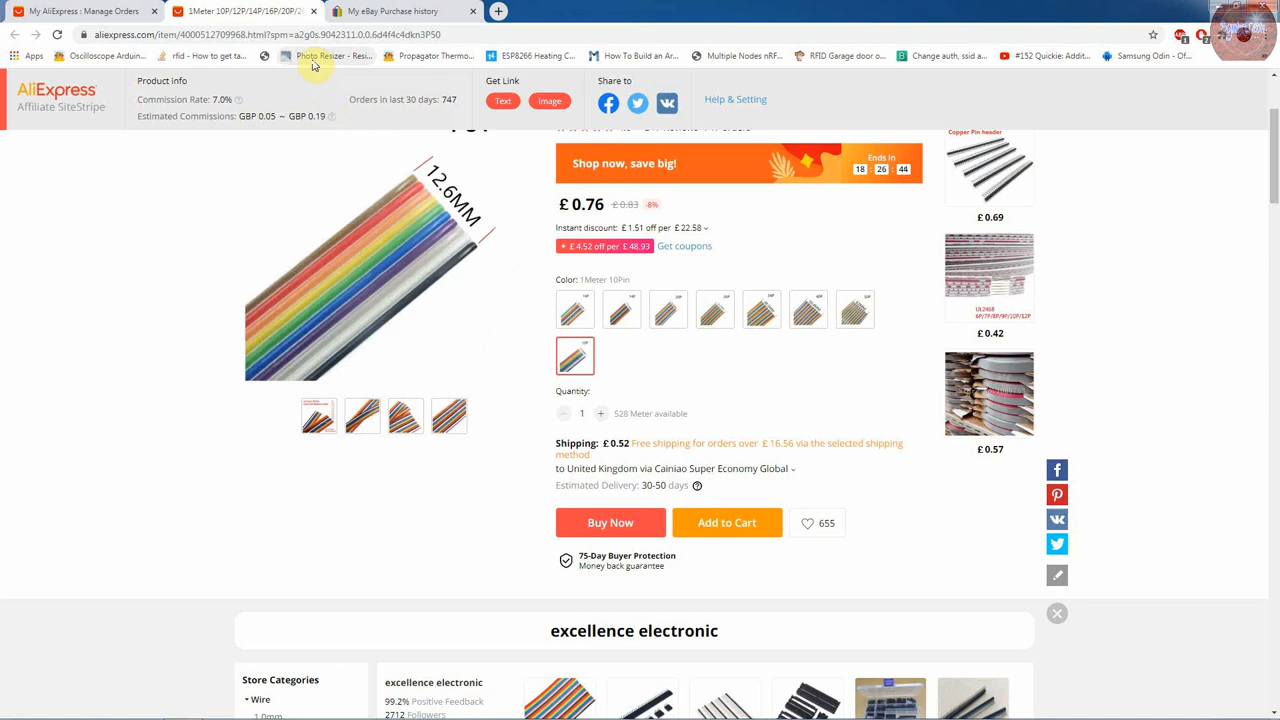 My AliExpress : Manage Orders
1Meter 10P/12P/14P/16P/20P/26
My eBay Purchase history
aliexpress.com/item/4000512709968.html?spm=a2g0s.9042311.0.0.6d4f4c4dkn3P50
Apps
Oscilloscope Arduin...
rfid - How to get ta...
Photo Resizer - Resi...
Propagator Thermo...
ESP8266 Heating C...
How To Build an Ar...
Multiple Nodes nRF...
RFID Garage door o...
Change ssh welcom...
#152 Quickie: Addit...
Samsung Odin - Of...
AliExpress
Affiliate SiteStripe
Product Info
Commission Rate: 7.0%
Orders in last 30 days: 747
Estimated Commissions: GBP 0.05 ~ GBP 0.19
Get Link
Text
Image
Share to
Help & Setting
12.6MM
Shop now, save big!
Ends in
18 : 26 : 44
£ 0.76 £ 0.83 -8%
Instant discount: £ 1.51 off per £ 22.58
£ 4.52 off per £ 48.93 Get coupons
Color: 1Meter 10Pin
Quantity:
1
528 Meter available
Shipping: £ 0.52 Free shipping for orders over £ 16.56 via the selected shipping
method
to United Kingdom via Cainiao Super Economy Global
Estimated Delivery: 30-50 days
Buy Now
Add to Cart
655
75-Day Buyer Protection
Money back guarantee
Copper Pin header
£ 0.69
UL2468
6P/7P/8P/9P/10P/12P
£ 0.42
£ 0.57
excellence electronic
Store Categories
Wire
1.0mm
excellence electronic
99.2% Positive Feedback
2712 Followers